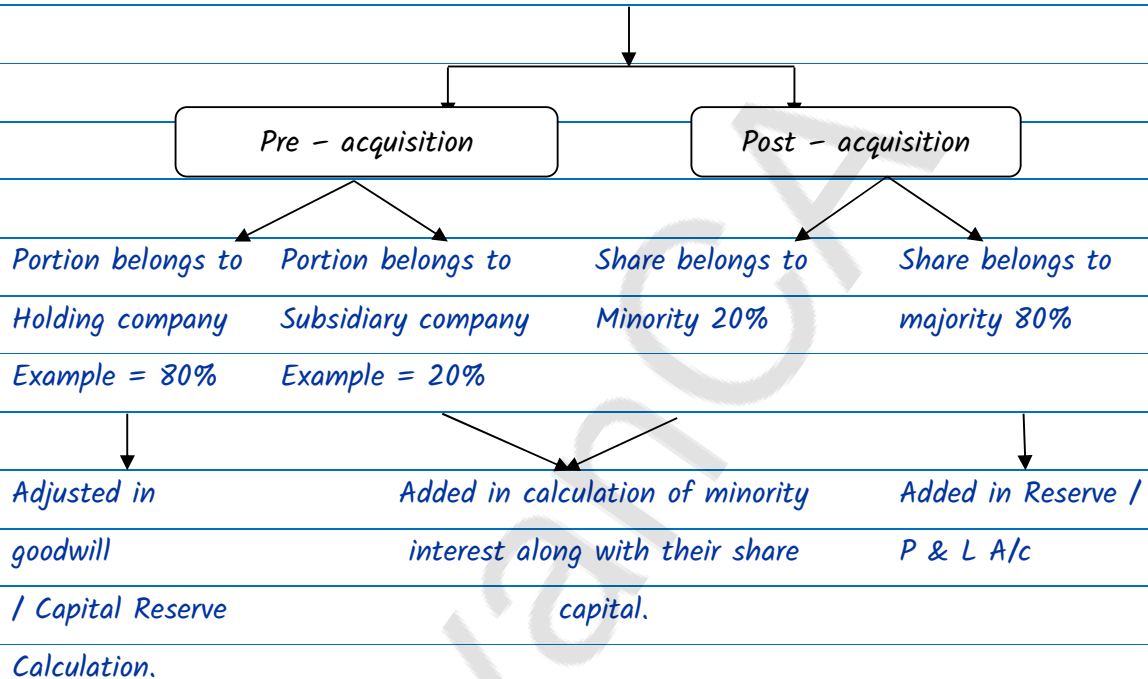 Pre – acquisition
Post – acquisition
Portion belongs to
Holding company
Example = 80%
Portion belongs to
Subsidiary company
Example = 20%
Share belongs to
Minority 20%
Share belongs to
majority 80%
Adjusted in
goodwill
/ Capital Reserve
Calculation.
Added in calculation of minority
interest along with their share
capital.
Added in Reserve /
P & L A/c